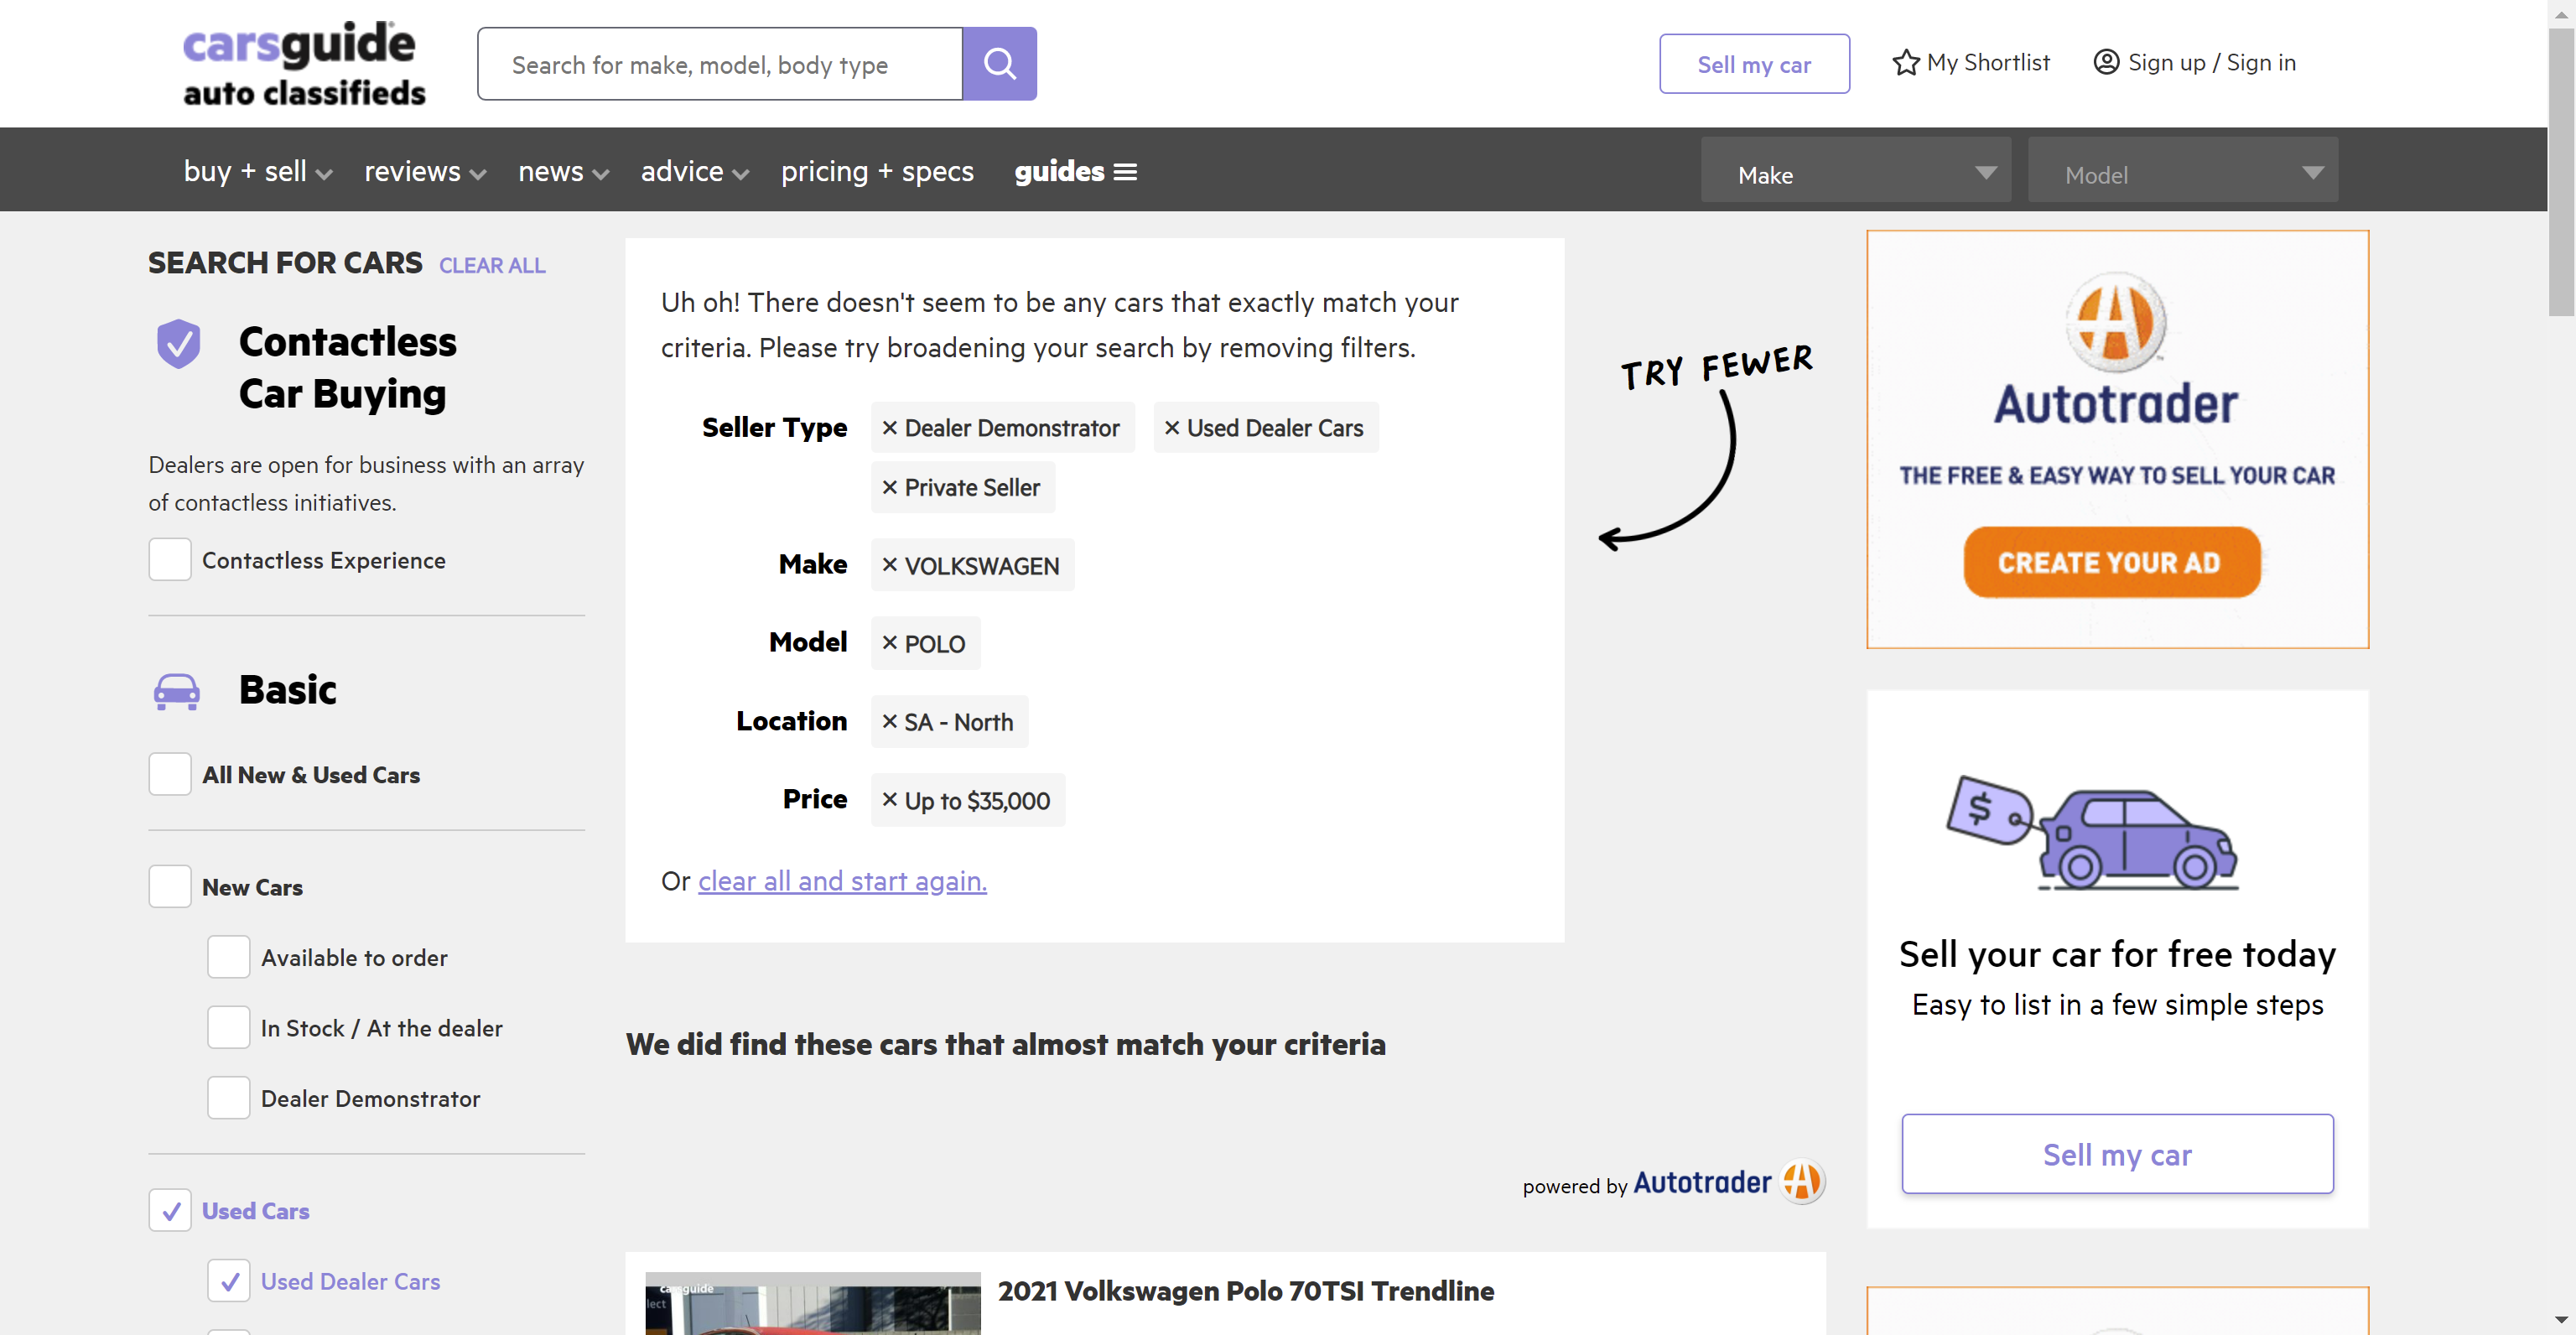 carsguide
auto classifieds
Search for make, model, body type
Sell my car
My Shortlist
Sign up / Sign in
buy + sell
reviews
news
advice
pricing + specs
guides
Make
Model
SEARCH FOR CARS CLEAR ALL
Contactless
Car Buying
Dealers are open for business with an array
of contactless initiatives.
Contactless Experience
Basic
All New & Used Cars
New Cars
Available to order
In Stock / At the dealer
Dealer Demonstrator
Used Cars
Used Dealer Cars
Uh oh! There doesn't seem to be any cars that exactly match your
criteria. Please try broadening your search by removing filters.
Seller Type × Dealer Demonstrator × Used Dealer Cars
× Private Seller
Make × VOLKSWAGEN
Model × POLO
Location × SA - North
Price × Up to $35,000
Or clear all and start again.
TRY FEWER
We did find these cars that almost match your criteria
powered by Autotrader
carsguide
lect
2021 Volkswagen Polo 70TSI Trendline
Autotrader
THE FREE & EASY WAY TO SELL YOUR CAR
CREATE YOUR AD
$
Sell your car for free today
Easy to list in a few simple steps
Sell my car